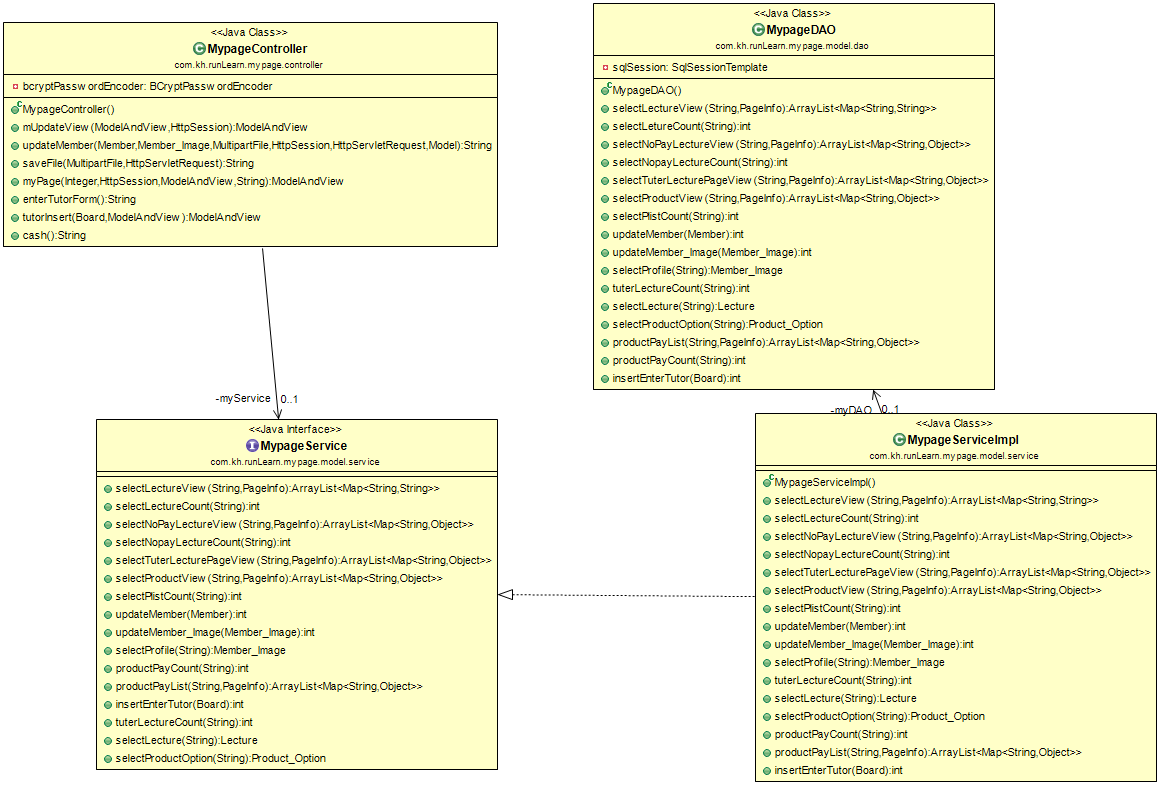 <<Java Class>>
MypageController
com.kh.runLearn.mypage.controller
bcryptPasswordEncoder: BCryptPasswordEncoder
MypageController()
mUpdateView(ModelAndView,HttpSession):ModelAndView
updateMember(Member,Member_Image,MultipartFile,HttpSession,HttpServletRequest,Model):String
saveFile(MultipartFile,HttpServletRequest):String
myPage(Integer,HttpSession,ModelAndView,String):ModelAndView
enterTutorForm():String
tutorInsert(Board,ModelAndView):ModelAndView
cash():String
<<Java Class>>
MypageDAO
com.kh.runLearn.mypage.model.dao
sqlSession: SqlSessionTemplate
MypageDAO()
selectLectureView(String,PageInfo):ArrayList<Map<String,String>>
selectLetureCount(String):int
selectNoPayLectureView(String,PageInfo):ArrayList<Map<String,Object>>
selectNopayLectureCount(String):int
selectTuterLecturePageView(String,PageInfo):ArrayList<Map<String,Object>>
selectProductView(String,PageInfo):ArrayList<Map<String,Object>>
selectPlistCount(String):int
updateMember(Member):int
updateMember_Image(Member_Image):int
selectProfile(String):Member_Image
tuterLectureCount(String):int
selectLecture(String):Lecture
selectProductOption(String):Product_Option
productPayList(String,PageInfo):ArrayList<Map<String,Object>>
productPayCount(String):int
insertEnterTutor(Board):int
-myService 0..1
-myDAO 0..1
<<Java Interface>>
MypageService
com.kh.runLearn.mypage.model.service
selectLectureView(String,PageInfo):ArrayList<Map<String,String>>
selectLectureCount(String):int
selectNoPayLectureView(String,PageInfo):ArrayList<Map<String,Object>>
selectNopayLectureCount(String):int
selectTuterLecturePageView(String,PageInfo):ArrayList<Map<String,Object>>
selectProductView(String,PageInfo):ArrayList<Map<String,Object>>
selectPlistCount(String):int
updateMember(Member):int
updateMember_Image(Member_Image):int
selectProfile(String):Member_Image
productPayCount(String):int
productPayList(String,PageInfo):ArrayList<Map<String,Object>>
insertEnterTutor(Board):int
tuterLectureCount(String):int
selectLecture(String):Lecture
selectProductOption(String):Product_Option
<<Java Class>>
MypageServiceImpl
com.kh.runLearn.mypage.model.service
MypageServiceImpl()
selectLectureView(String,PageInfo):ArrayList<Map<String,String>>
selectLectureCount(String):int
selectNoPayLectureView(String,PageInfo):ArrayList<Map<String,Object>>
selectNopayLectureCount(String):int
selectTuterLecturePageView(String,PageInfo):ArrayList<Map<String,Object>>
selectProductView(String,PageInfo):ArrayList<Map<String,Object>>
selectPlistCount(String):int
updateMember(Member):int
updateMember_Image(Member_Image):int
selectProfile(String):Member_Image
tuterLectureCount(String):int
selectLecture(String):Lecture
selectProductOption(String):Product_Option
productPayCount(String):int
productPayList(String,PageInfo):ArrayList<Map<String,Object>>
insertEnterTutor(Board):int